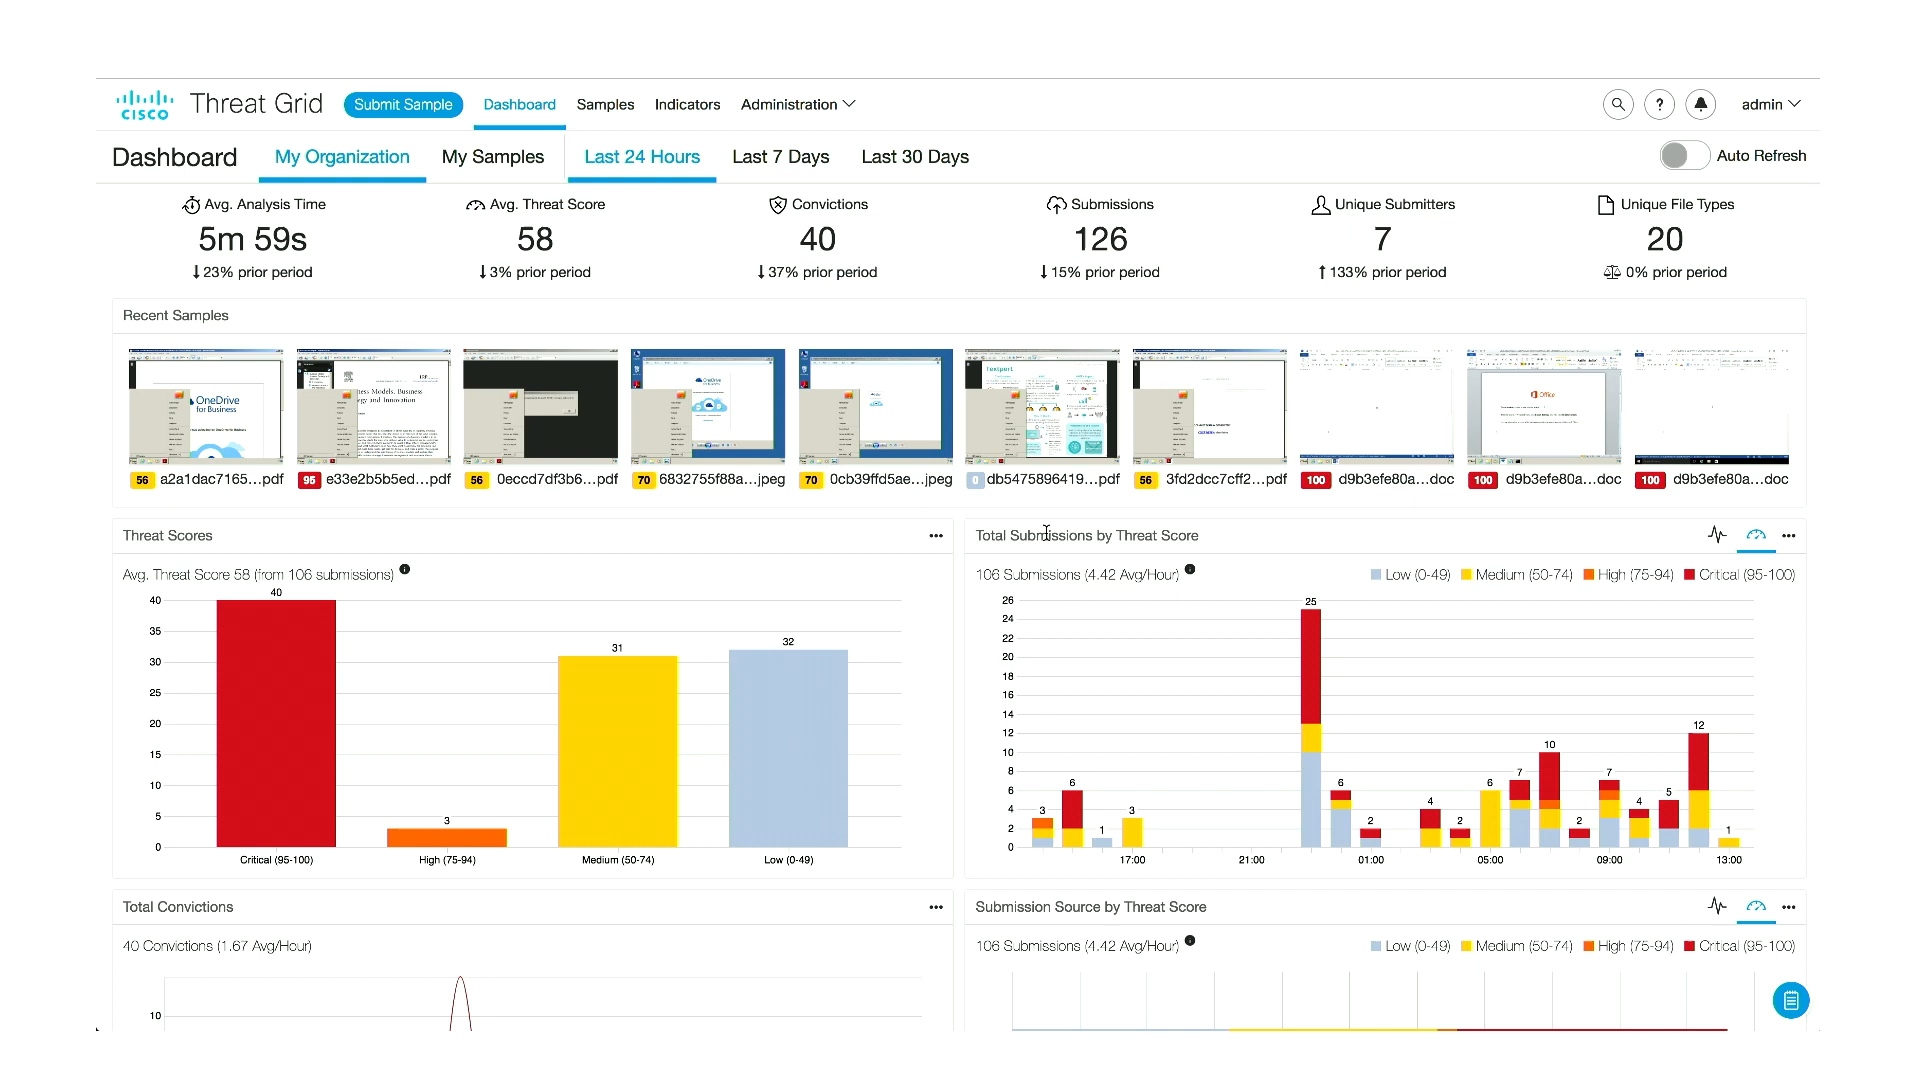 CISCO Threat Grid Submit Sample Dashboard Samples Indicators Administration ? admin
Dashboard My Organization My Samples Last 24 Hours Last 7 Days Last 30 Days Auto Refresh
Avg. Analysis Time Avg. Threat Score Convictions Submissions Unique Submitters Unique File Types
5m 59s 58 40 126 7 20
↓23% prior period ↓3% prior period ↓37% prior period ↓15% prior period ↑133% prior period 0% prior period
Recent Samples
OneDrive
for Business
Textport
Office
56 a2a1dac7165...pdf 95 e33e2b5b5ed...pdf 56 0eccd7df3b6...pdf 70 6832755f88a...jpeg 70 0cb39ffd5ae...jpeg 0 db5475896419...pdf 56 3fd2dcc7cff2...pdf 100 d9b3efe80a...doc 100 d9b3efe80a...doc 100 d9b3efe80a...doc
Threat Scores
Avg. Threat Score 58 (from 106 submissions)
40
35
30
25
20
15
10
5
0
40 3 31 32
Critical (95-100) High (75-94) Medium (50-74) Low (0-49)
Total Submissions by Threat Score
106 Submissions (4.42 Avg/Hour) Low (0-49) Medium (50-74) High (75-94) Critical (95-100)
26
24
22
20
18
16
14
12
10
8
6
4
2
0
3 6 1 3 25 6 2 4 2 6 7 10 2 7 4 5 12 1
17:00 21:00 01:00 05:00 09:00 13:00
Total Convictions
40 Convictions (1.67 Avg/Hour)
10
Submission Source by Threat Score
106 Submissions (4.42 Avg/Hour) Low (0-49) Medium (50-74) High (75-94) Critical (95-100)